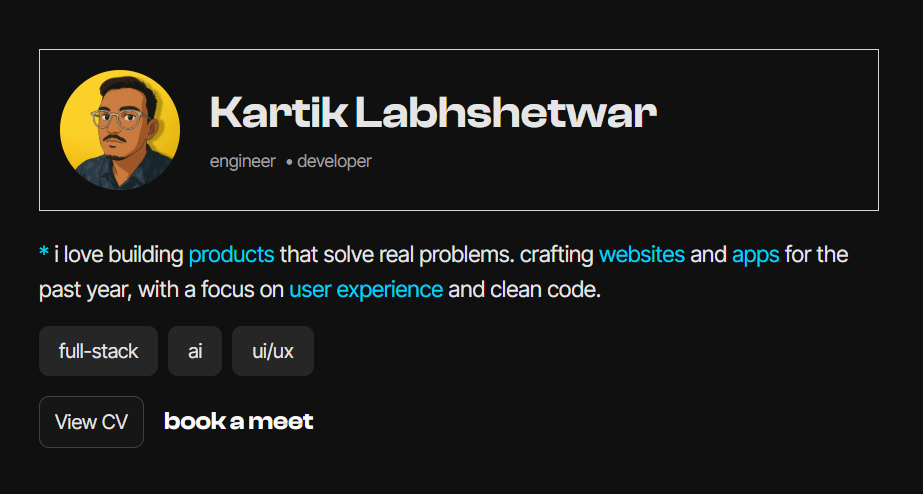 Kartik Labhshetwar
engineer • developer
* i love building products that solve real problems. crafting websites and apps for the
past year, with a focus on user experience and clean code.
full-stack ai ui/ux
View CV book a meet